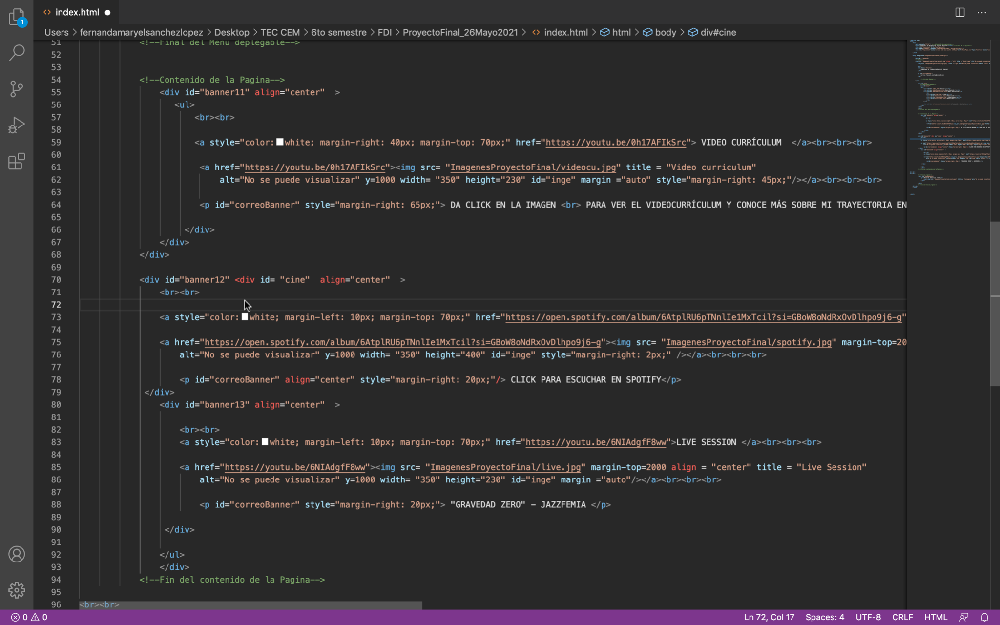 index.html
1
Users > fernandamaryelsanchezlopez > Desktop > TEC CEM > 6to semestre > FDI > ProyectoFinal_26Mayo2021 > index.html > html > body > div#cine
51 <!--Final del Menu deplegable-->
52
53
54 <!--Contenido de la Pagina-->
55 <div id="banner11" align="center"  >
56 <ul>
57 <br><br>
58
59 <a style="color:white; margin-right: 40px; margin-top: 70px;" href="https://youtu.be/0h17AFIkSrc"> VIDEO CURRÍCULUM  </a><br><br><br>
60
61 <a href="https://youtu.be/0h17AFIkSrc"><img src= "ImagenesProyectoFinal/videocu.jpg" title = "Video curriculum"
62 alt="No se puede visualizar" y=1000 width= "350" height="230" id="inge" margin ="auto" style="margin-right: 45px;"/></a><br><br><br>
63
64 <p id="correoBanner" style="margin-right: 65px;"> DA CLICK EN LA IMAGEN <br> PARA VER EL VIDEOCURRÍCULUM Y CONOCE MÁS SOBRE MI TRAYECTORIA EN
65
66 </div>
67 </div>
68 </div>
69
70 <div id="banner12" <div id= "cine"  align="center"  >
71 <br><br>
72
73 <a style="color:white; margin-left: 10px; margin-top: 70px;" href="https://open.spotify.com/album/6AtplRU6pTNnlIe1MxTcil?si=GBoW8oNdRxOvDlhpo9j6-g"
74
75 <a href="https://open.spotify.com/album/6AtplRU6pTNnlIe1MxTcil?si=GBoW8oNdRxOvDlhpo9j6-g"><img src= "ImagenesProyectoFinal/spotify.jpg" margin-top=20
76 alt="No se puede visualizar" y=1000 width= "350" height="400" id="inge" style="margin-right: 2px;" /></a><br><br><br>
77
78 <p id="correoBanner" align="center" style="margin-right: 20px;"/> CLICK PARA ESCUCHAR EN SPOTIFY</p>
79 </div>
80 <div id="banner13" align="center"  >
81
82 <br><br>
83 <a style="color:white; margin-left: 10px; margin-top: 70px;" href="https://youtu.be/6NIAdgfF8ww">LIVE SESSION </a><br><br><br>
84
85 <a href="https://youtu.be/6NIAdgfF8ww"><img src= "ImagenesProyectoFinal/live.jpg" margin-top=2000 align = "center" title = "Live Session"
86 alt="No se puede visualizar" y=1000 width= "350" height="230" id="inge" margin ="auto"/></a><br><br><br>
87
88 <p id="correoBanner" style="margin-right: 20px;"> "GRAVEDAD ZERO" – JAZZFEMIA </p>
89
90 </div>
91
92 </ul>
93 </div>
94 <!--Fin del contenido de la Pagina-->
95
96 <br><br>
0 0 Ln 72, Col 17 Spaces: 4 UTF-8 CRLF HTML